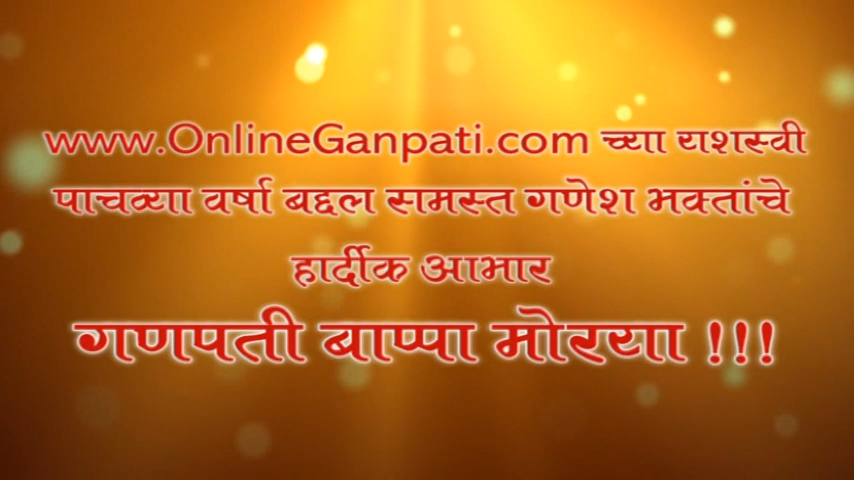 www.OnlineGanpati.com च्या यशस्वी
पाचव्या वर्षा बद्दल समस्त गणेश भक्तांचे
हार्दीक आभार
गणपती बाप्पा मोरया !!!